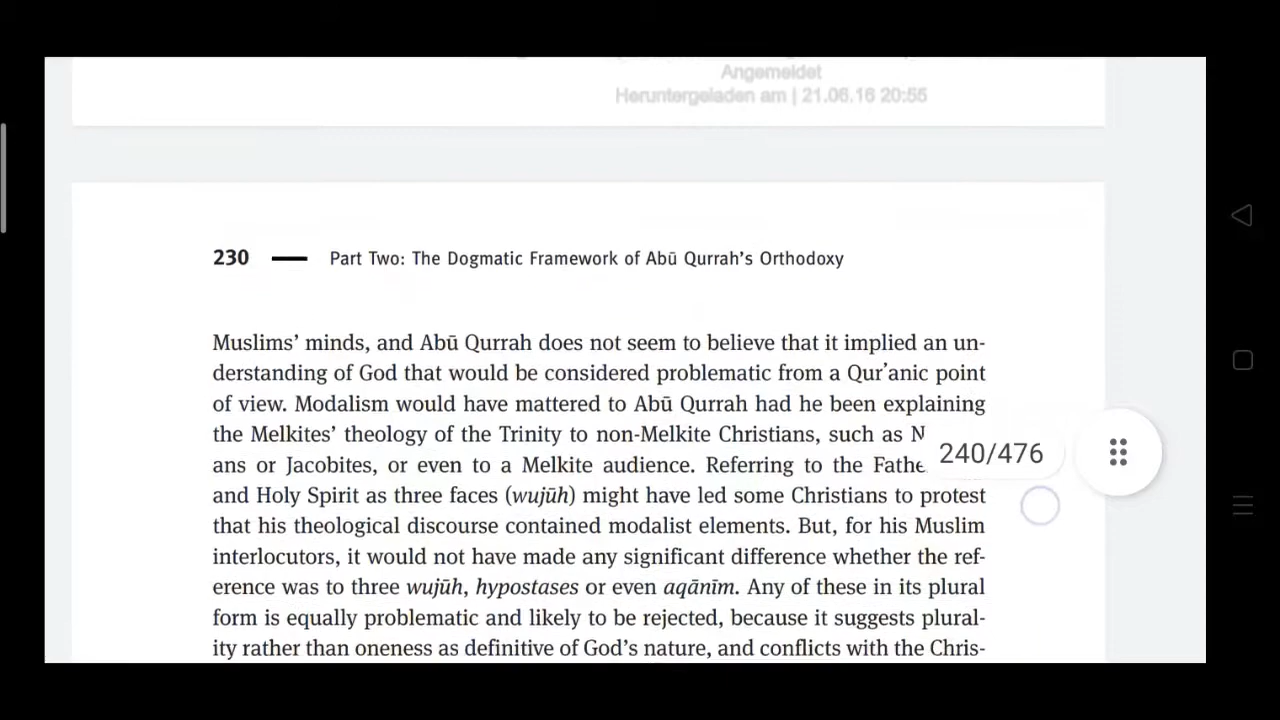 Angemeldet
Heruntergeladen am | 21.06.16 20:55
230 — Part Two: The Dogmatic Framework of Abū Qurrah’s Orthodoxy
Muslims’ minds, and Abū Qurrah does not seem to believe that it implied an un-
derstanding of God that would be considered problematic from a Qur’anic point
of view. Modalism would have mattered to Abū Qurrah had he been explaining
the Melkites’ theology of the Trinity to non-Melkite Christians, such as N
ans or Jacobites, or even to a Melkite audience. Referring to the Fathe
240/476
and Holy Spirit as three faces (wujūh) might have led some Christians to protest
that his theological discourse contained modalist elements. But, for his Muslim
interlocutors, it would not have made any significant difference whether the ref-
erence was to three wujūh, hypostases or even aqānīm. Any of these in its plural
form is equally problematic and likely to be rejected, because it suggests plural-
ity rather than oneness as definitive of God’s nature, and conflicts with the Chris-